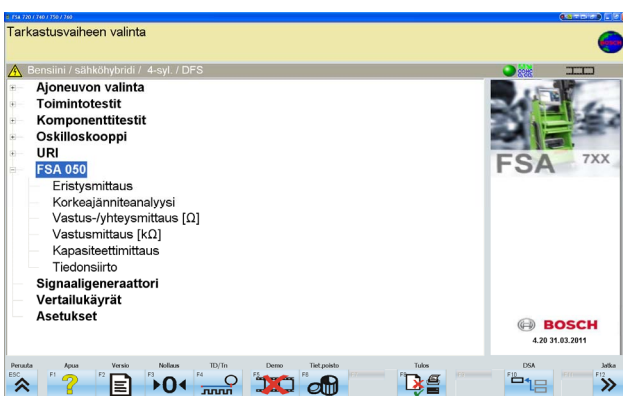 FSA 720 / 740 / 750 / 760
Tarkastusvaiheen valinta
BOSCH
Bensiini / sähköhybridi / 4-syl. / DFS
Ajoneuvon valinta
Toimintotestit
Komponenttitestit
Oskilloskooppi
URI
FSA 050
Eristysmittaus
Korkeajänniteanalyysi
Vastus-/yhteysmittaus [Ω]
Vastusmittaus [kΩ]
Kapasiteettimittaus
Tiedonsiirto
Signaaligeneraattori
Vertailukäyrät
Asetukset
FSA 7XX
BOSCH
4.20 31.03.2011
Peruuta Apua Versio Nollaus TD/Tn Demo Tiet.poisto Tulos DSA Jatka
ESC F1 F2 F3 F4 F5 F6 F8 F10 F12